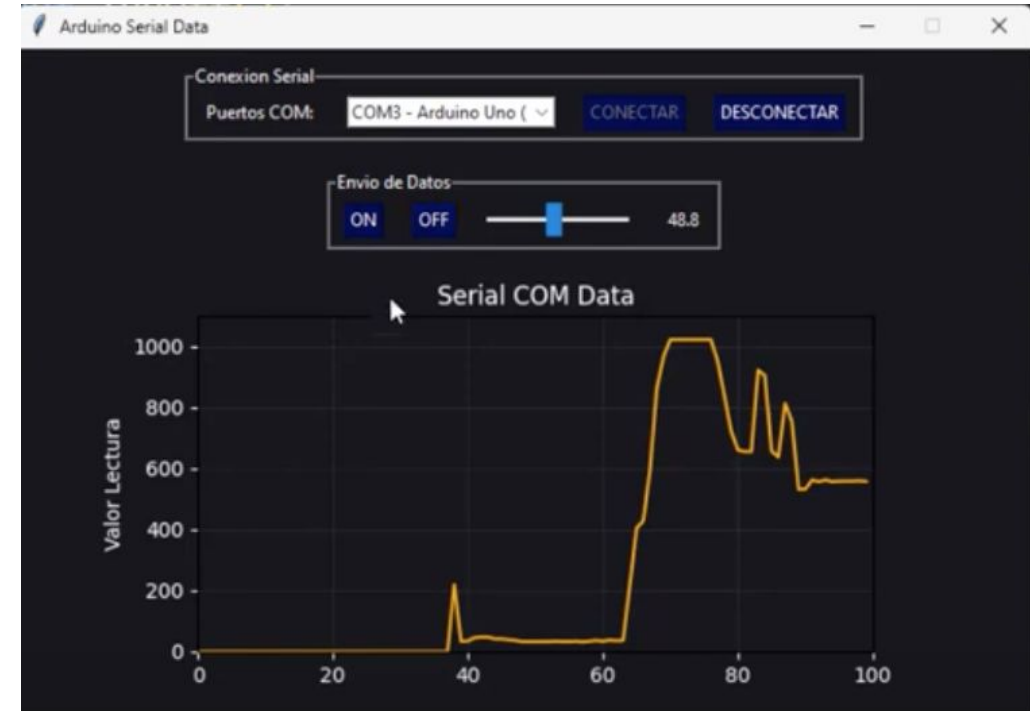 Arduino Serial Data
Conexion Serial
Puertos COM: COM3 - Arduino Uno ( CONECTAR DESCONECTAR
Envio de Datos
ON OFF 48.8
Serial COM Data
Valor Lectura
1000
800
600
400
200
0
0 20 40 60 80 100